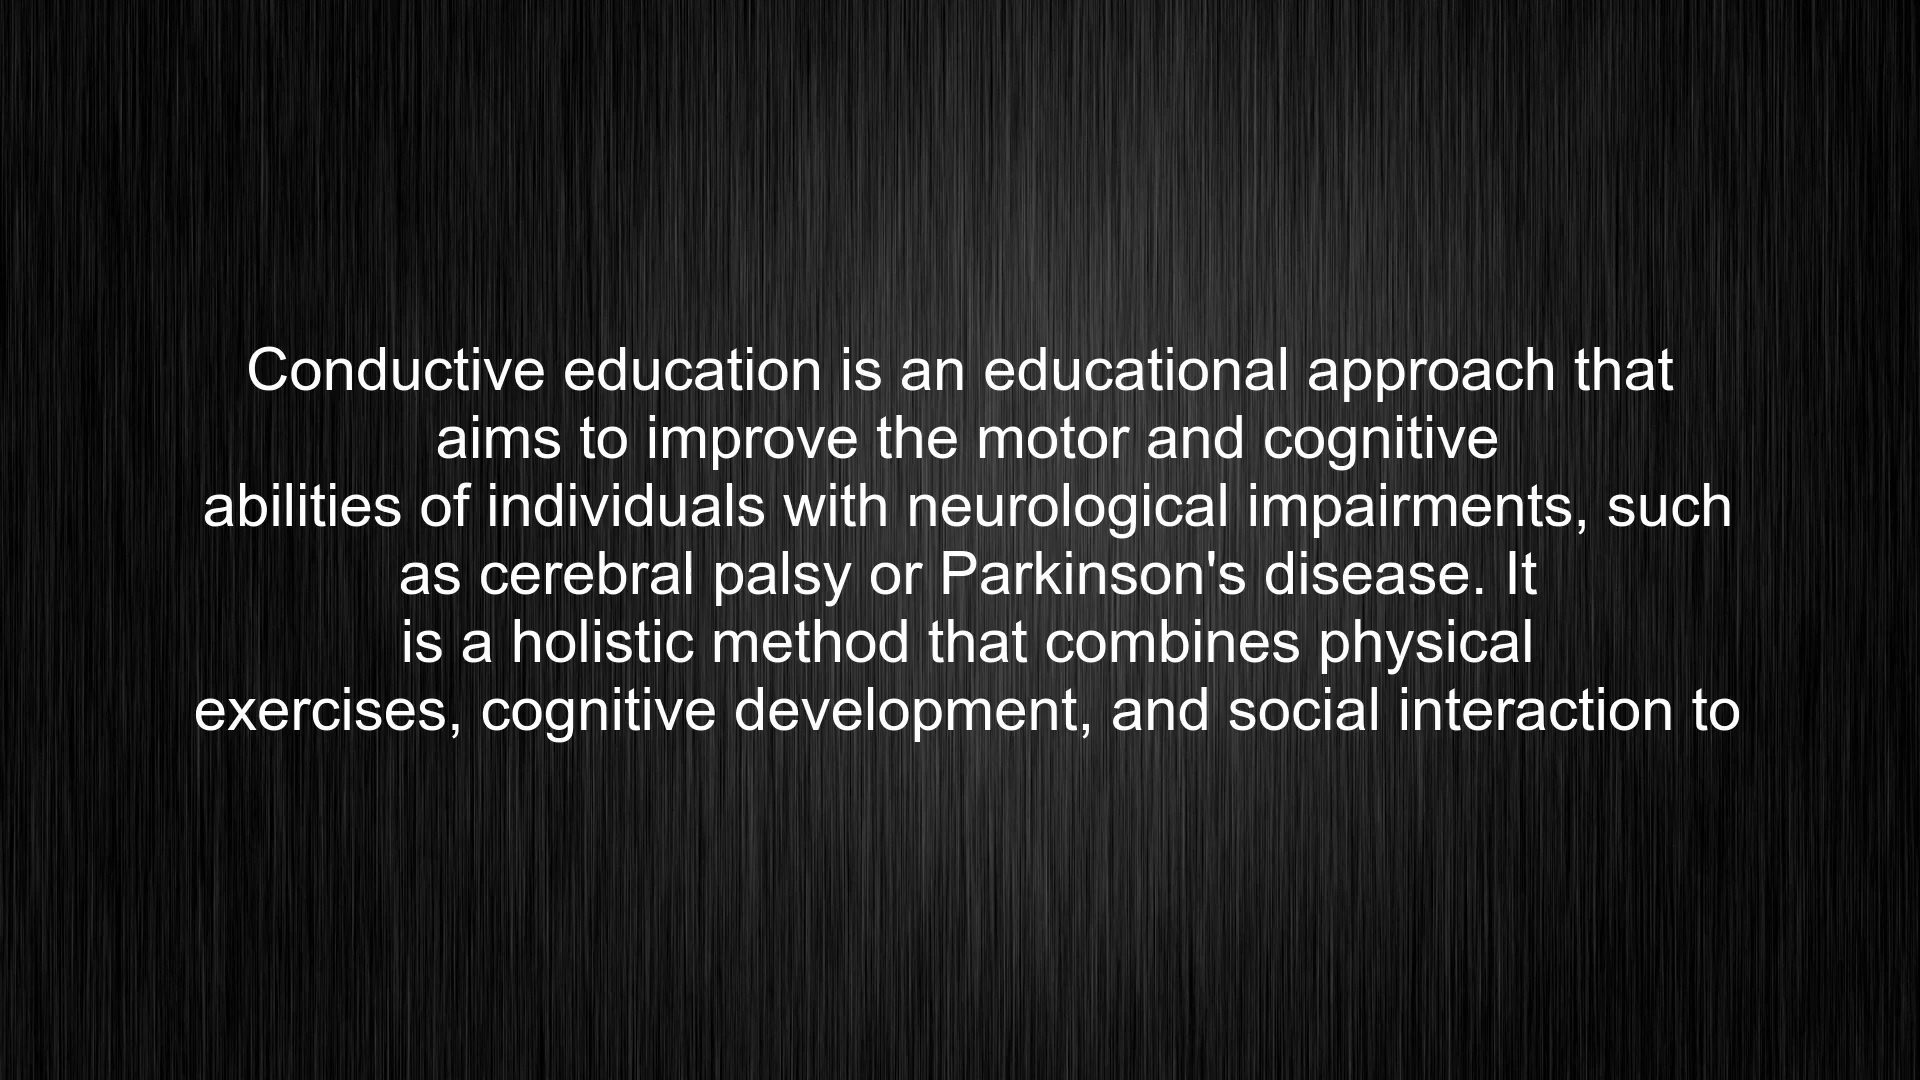 Conductive education is an educational approach that
aims to improve the motor and cognitive
abilities of individuals with neurological impairments, such
as cerebral palsy or Parkinson's disease. It
is a holistic method that combines physical
exercises, cognitive development, and social interaction to